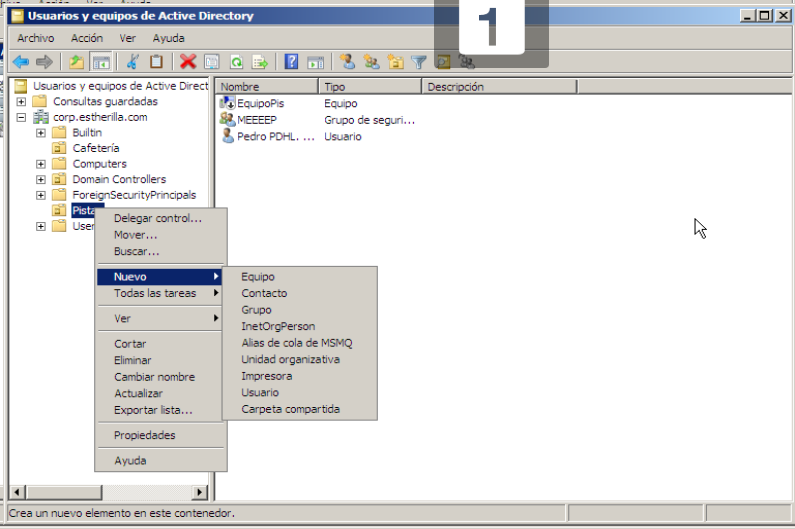 Usuarios y equipos de Active Directory
1
Archivo Acción Ver Ayuda
Usuarios y equipos de Active Direct
Consultas guardadas
corp.estherilla.com
Builtin
Cafetería
Computers
Domain Controllers
ForeignSecurityPrincipals
Pista
User
Nombre Tipo Descripción
EquipoPis Equipo
MEEEEP Grupo de seguri...
Pedro PDHL. ... Usuario
Delegar control...
Mover...
Buscar...
Nuevo
Todas las tareas
Ver
Cortar
Eliminar
Cambiar nombre
Actualizar
Exportar lista...
Propiedades
Ayuda
Equipo
Contacto
Grupo
InetOrgPerson
Alias de cola de MSMQ
Unidad organizativa
Impresora
Usuario
Carpeta compartida
Crea un nuevo elemento en este contenedor.